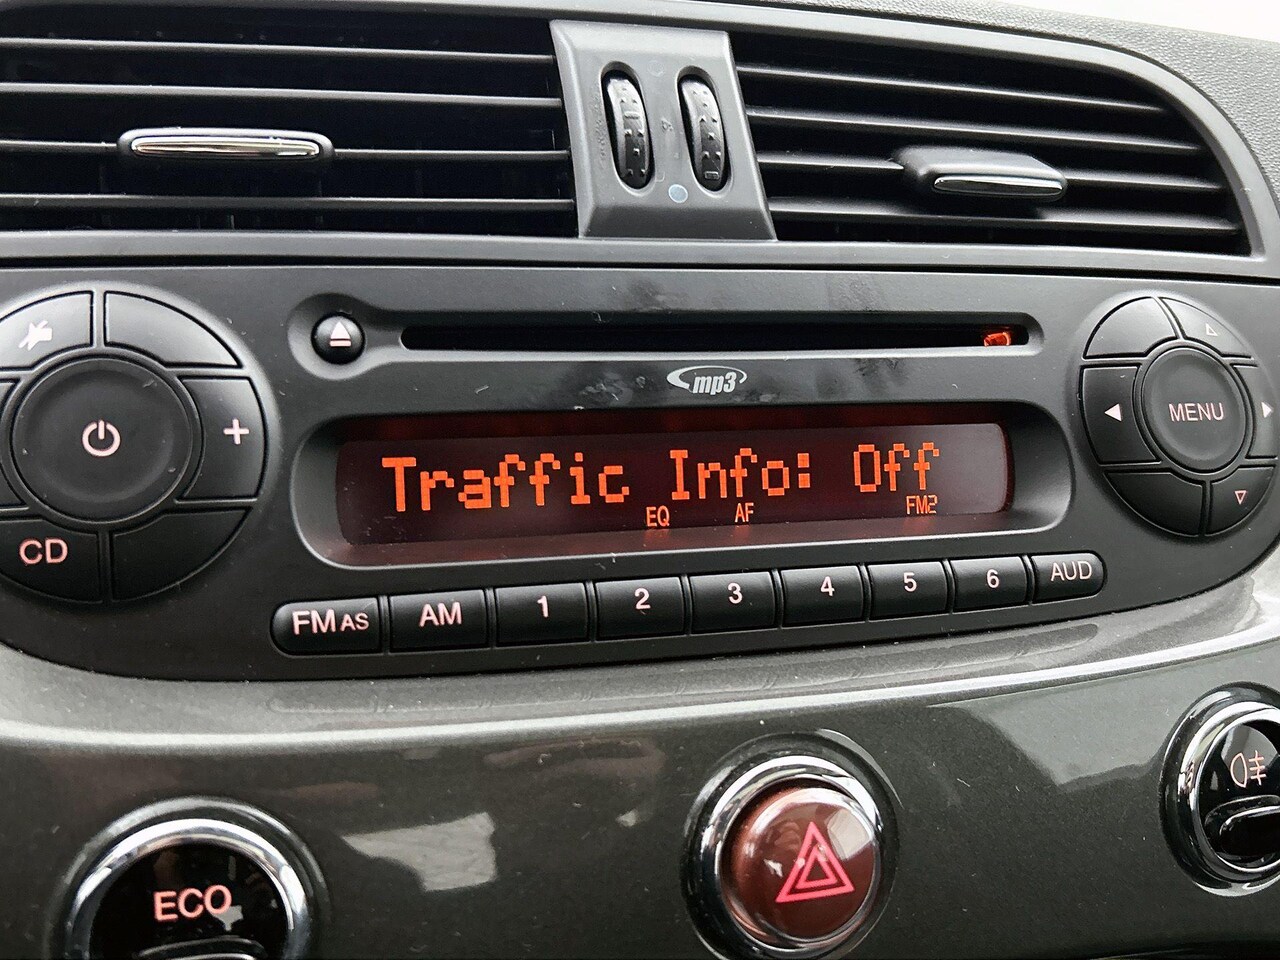 mp3
MENU
Traffic Info: Off
EQ AF FM2
CD
FM AS AM 1 2 3 4 5 6 AUD
ECO